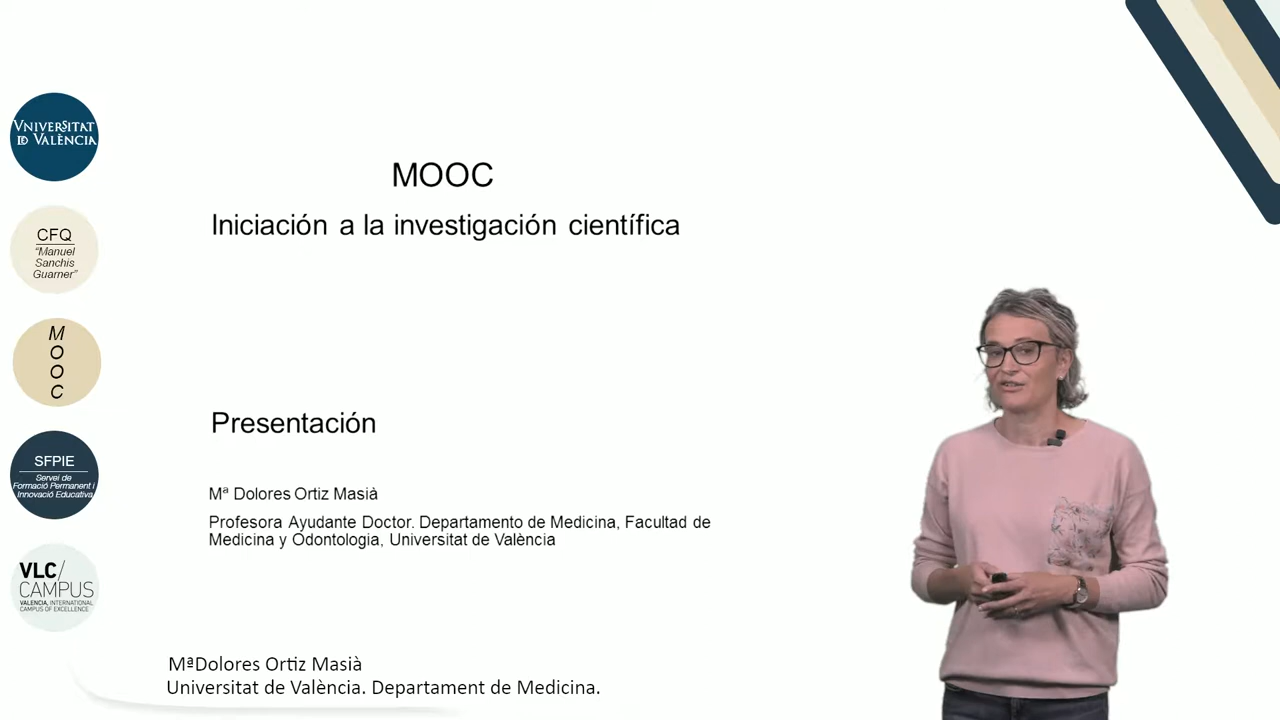 VNIVERSITAT
ID VALÈNCIA
CFQ
“Manuel
Sanchis
Guarner”
M
O
O
C
SFPIE
Servei de
Formació Permanent i
Innovació Educativa
VLC/
CAMPUS
VALENCIA, INTERNATIONAL
CAMPUS OF EXCELLENCE
MOOC
Iniciación a la investigación científica
Presentación
Mª Dolores Ortiz Masià
Profesora Ayudante Doctor. Departamento de Medicina, Facultad de
Medicina y Odontologia, Universitat de València
MªDolores Ortiz Masià
Universitat de València. Departament de Medicina.